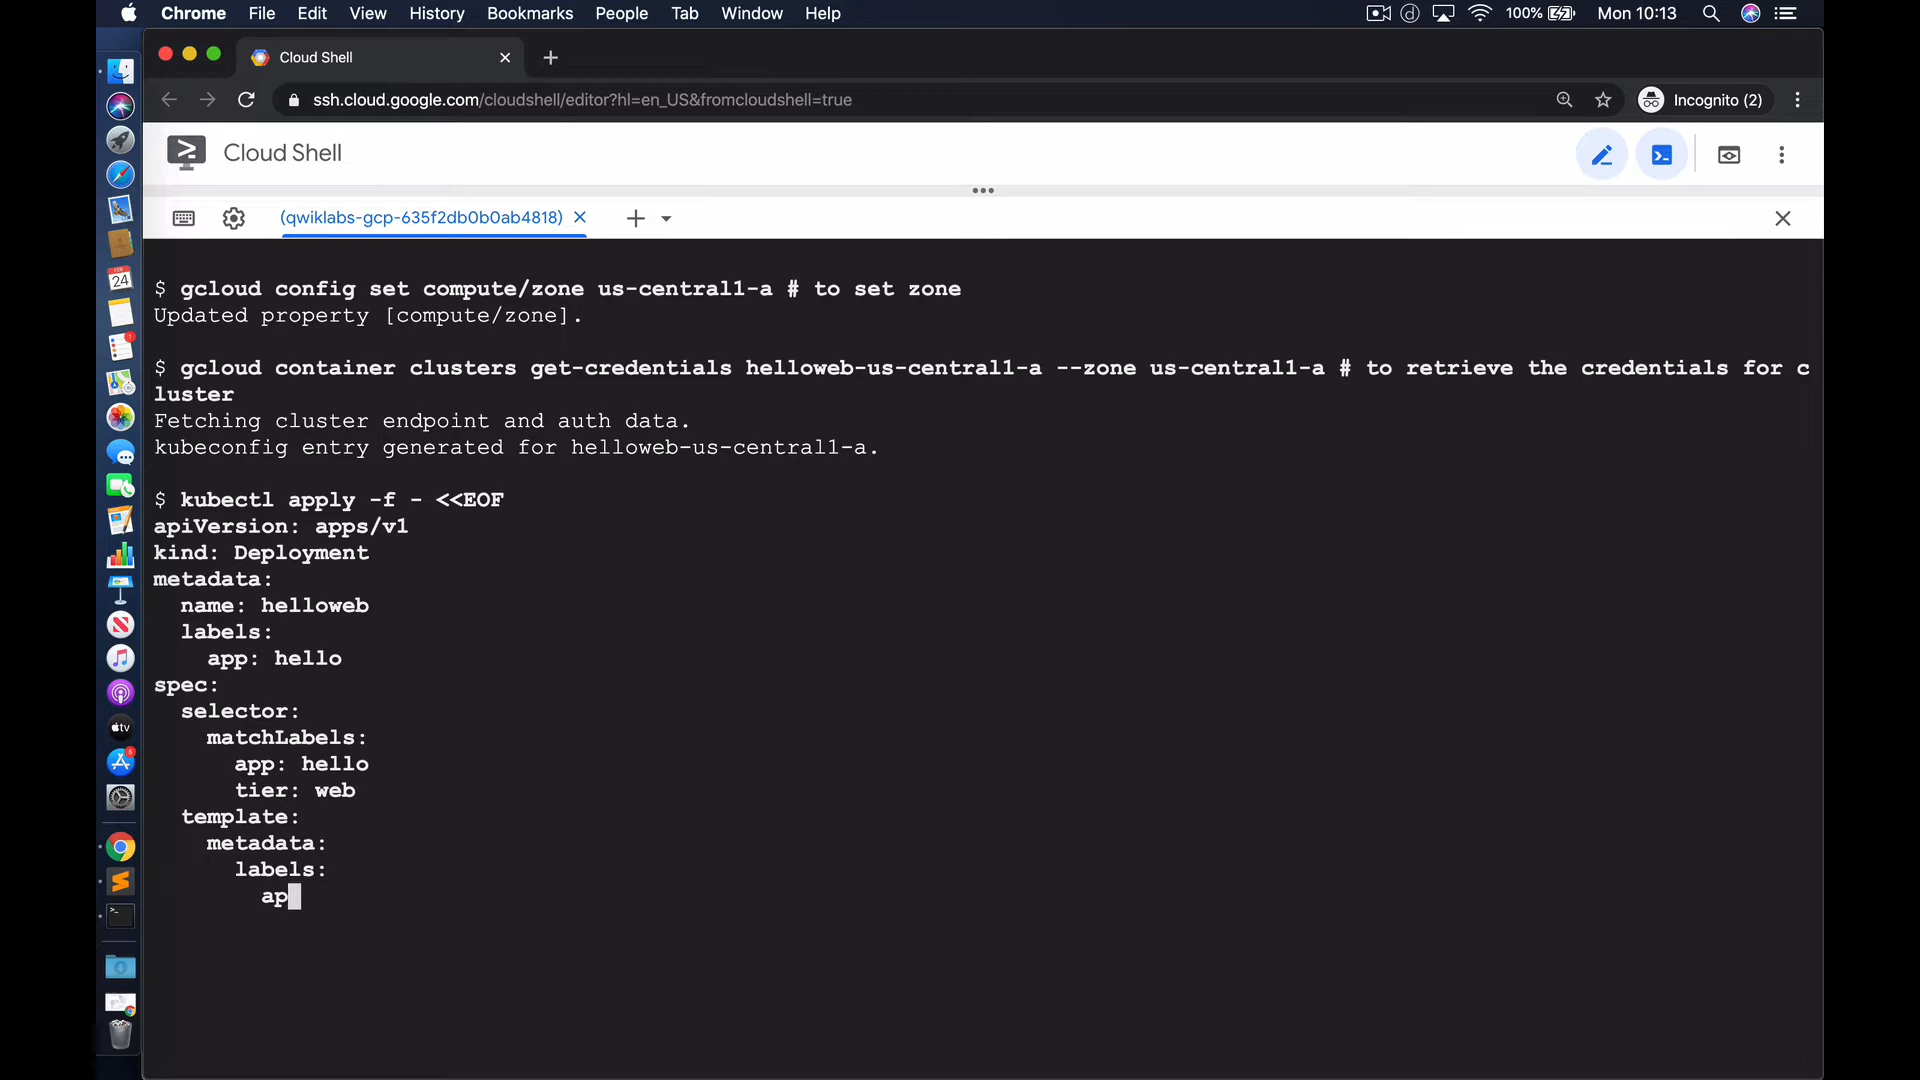 Chrome File Edit View History Bookmarks People Tab Window Help 100% Mon 10:13
Cloud Shell
ssh.cloud.google.com/cloudshell/editor?hl=en_US&fromcloudshell=true Incognito (2)
Cloud Shell
(qwiklabs-gcp-635f2db0b0ab4818)
$ gcloud config set compute/zone us-central1-a # to set zone
Updated property [compute/zone].
$ gcloud container clusters get-credentials helloweb-us-central1-a --zone us-central1-a # to retrieve the credentials for c
luster
Fetching cluster endpoint and auth data.
kubeconfig entry generated for helloweb-us-central1-a.
$ kubectl apply -f - <<EOF
apiVersion: apps/v1
kind: Deployment
metadata:
  name: helloweb
  labels:
    app: hello
spec:
  selector:
    matchLabels:
      app: hello
      tier: web
  template:
    metadata:
      labels:
        ap
FEB
24
tv